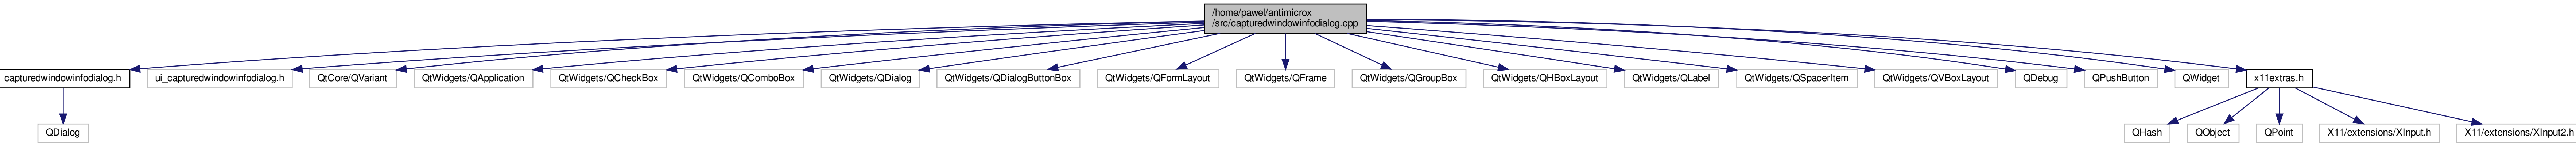 /home/pawel/antimicrox
/src/capturedwindowinfodialog.cpp
capturedwindowinfodialog.h
ui_capturedwindowinfodialog.h
QtCore/QVariant
QtWidgets/QApplication
QtWidgets/QCheckBox
QtWidgets/QComboBox
QtWidgets/QDialog
QtWidgets/QDialogButtonBox
QtWidgets/QFormLayout
QtWidgets/QFrame
QtWidgets/QGroupBox
QtWidgets/QHBoxLayout
QtWidgets/QLabel
QtWidgets/QSpacerItem
QtWidgets/QVBoxLayout
QDebug
QPushButton
QWidget
x11extras.h
QDialog
QHash
QObject
QPoint
X11/extensions/XInput.h
X11/extensions/XInput2.h